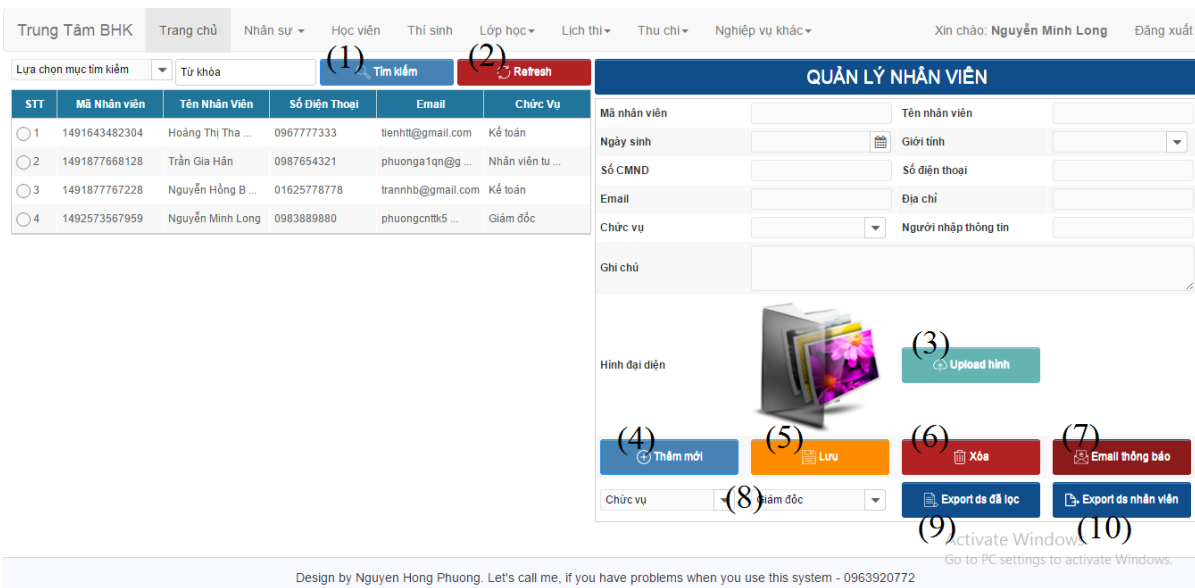 Trung Tâm BHK Trang chủ Nhân sự Học viên Thí sinh Lớp học Lịch thi Thu chi Nghiệp vụ khác Xin chào: Nguyễn Minh Long Đăng xuất
Lựa chọn mục tìm kiếm Từ khóa (1) Tìm kiếm (2) Refresh
QUẢN LÝ NHÂN VIÊN
STT Mã Nhân viên Tên Nhân Viên Số Điện Thoại Email Chức Vụ
1 1491643482304 Hoàng Thị Tha ... 0967777333 tienhtt@gmail.com Kế toán
2 1491877668128 Trần Gia Hân 0987654321 phuonga1qn@g ... Nhân viên tu ...
3 1491877767228 Nguyễn Hồng B ... 01625778778 trannhb@gmail.com Kế toán
4 1492573567959 Nguyễn Minh Long 0983889880 phuongcnttk5 ... Giám đốc
Mã nhân viên Tên nhân viên
Ngày sinh Giới tính
Số CMND Số điện thoại
Email Địa chỉ
Chức vụ Người nhập thông tin
Ghi chú
Hình đại diện (3) Upload hình
(4) Thêm mới (5) Lưu (6) Xóa (7) Email thông báo
Chức vụ (8) Giám đốc Export ds đã lọc Export ds nhân viên
(9) (10)
Activate Windows
Go to PC settings to activate Windows.
Design by Nguyen Hong Phuong. Let's call me, if you have problems when you use this system - 0963920772